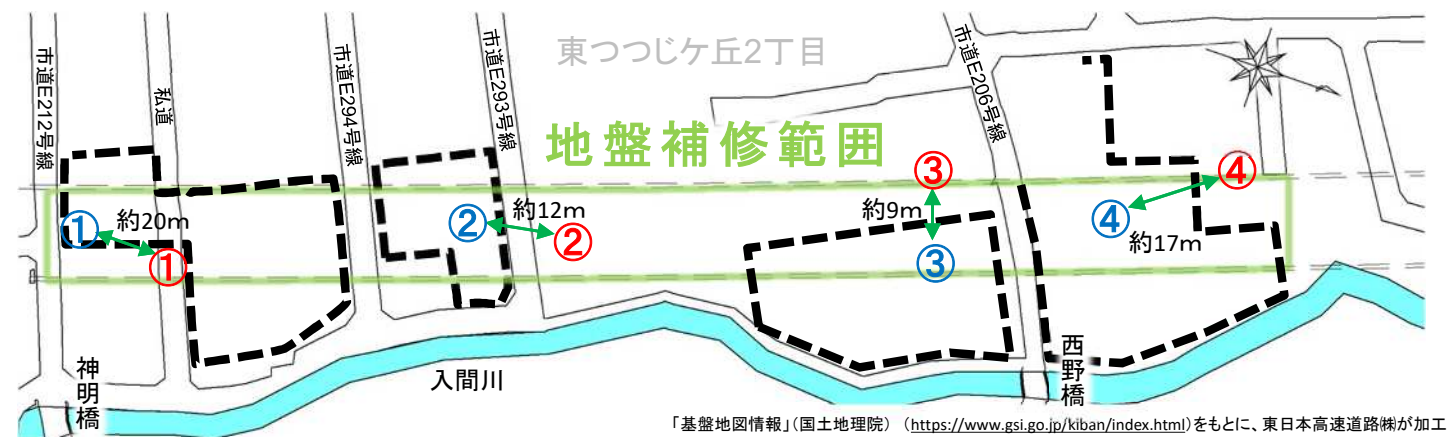 東つつじケ丘2丁目
市道E212号線
私道
市道E294号線
市道E293号線
市道E206号線
地盤補修範囲
① 約20m
①
② 約12m
②
③
約9m
③
④
④
約17m
神明橋
入間川
西野橋
「基盤地図情報」(国土地理院) (https://www.gsi.go.jp/kiban/index.html)をもとに、東日本高速道路㈱が加工